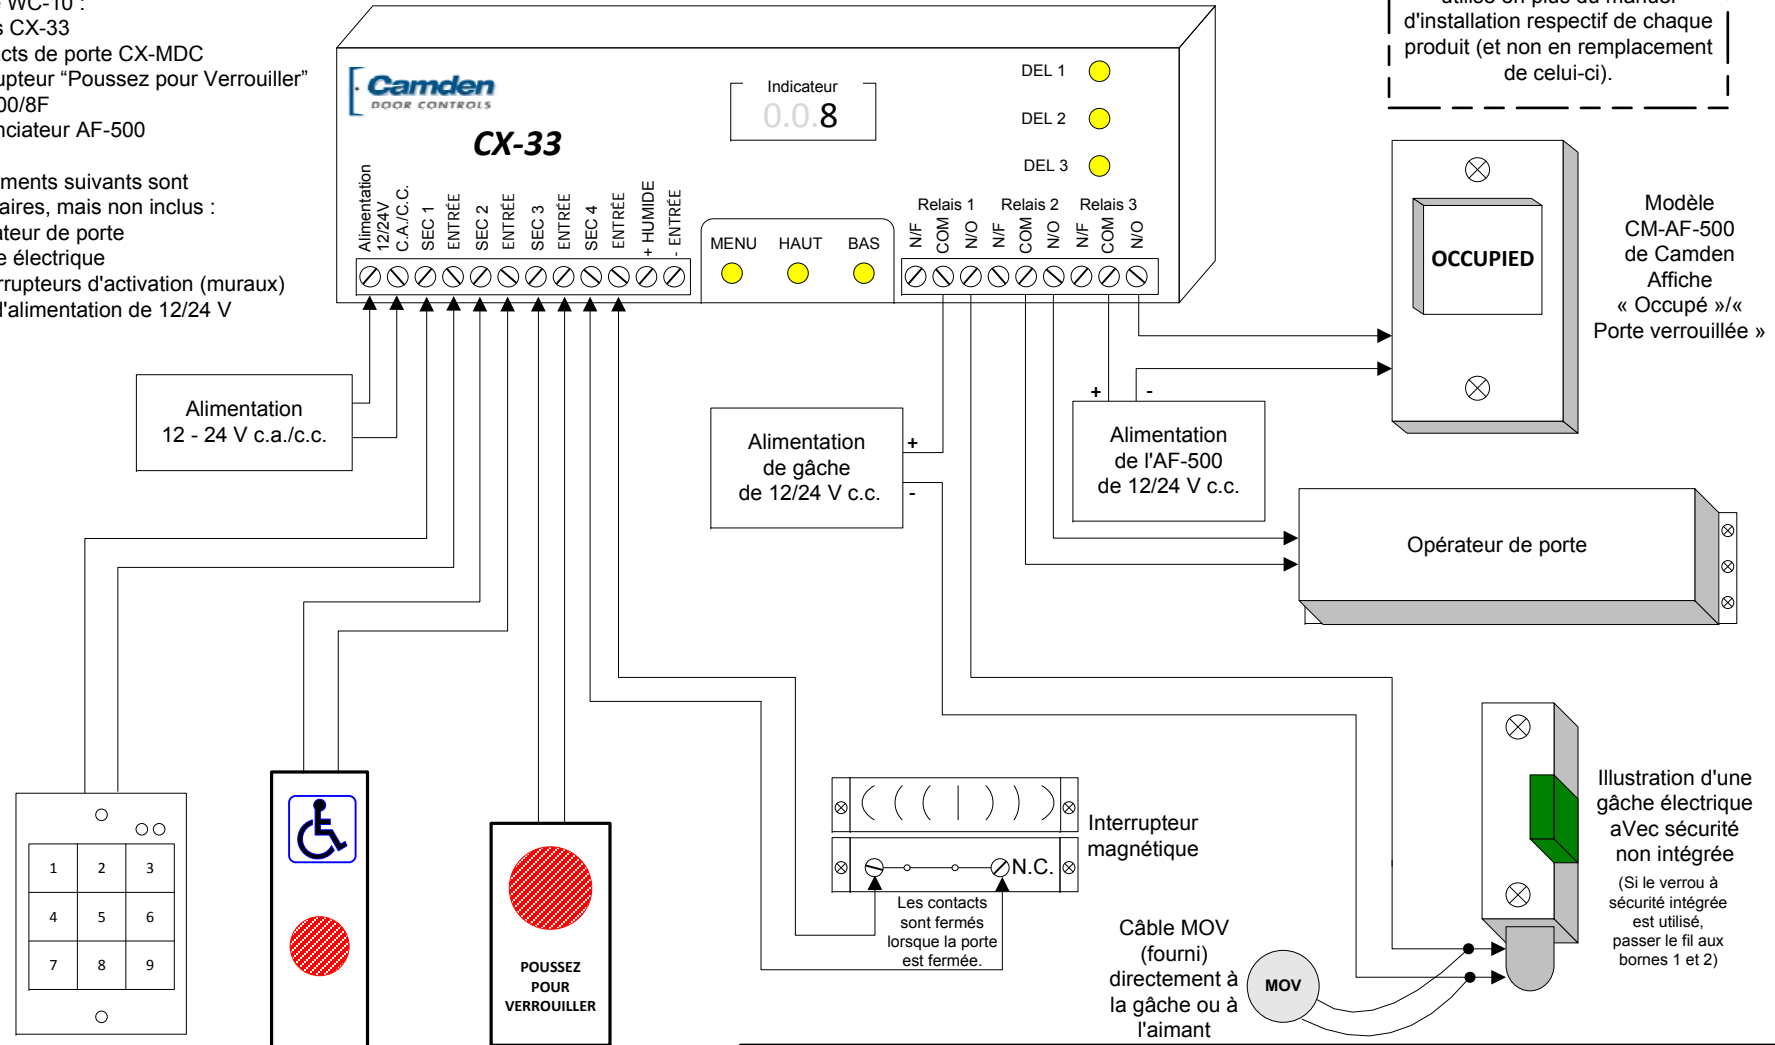 WC-10 :
CX-33
acts de porte CX-MDC
upteur “Poussez pour Verrouiller”
00/8F
nciateur AF-500
ments suivants sont
aires, mais non inclus :
ateur de porte
e électrique
rrupteurs d'activation (muraux)
d'alimentation de 12/24 V
utilisé en plus du manuel
d'installation respectif de chaque
produit (et non en remplacement
de celui-ci).
Camden
DOOR CONTROLS
CX-33
Indicateur
0.0.8
DEL 1
DEL 2
DEL 3
Alimentation
12/24V
C.A./C.C.
SEC 1
ENTRÉE
SEC 2
ENTRÉE
SEC 3
ENTRÉE
SEC 4
ENTRÉE
+ HUMIDE
- ENTRÉE
MENU HAUT BAS
Relais 1 Relais 2 Relais 3
N/F
COM
N/O
N/F
COM
N/O
N/F
COM
N/O
OCCUPIED
Modèle
CM-AF-500
de Camden
Affiche
« Occupé »/«
Porte verrouillée »
Alimentation
12 - 24 V c.a./c.c.
Alimentation
de gâche
de 12/24 V c.c.
+
-
+ -
Alimentation
de l'AF-500
de 12/24 V c.c.
Opérateur de porte
1 2 3
4 5 6
7 8 9
POUSSEZ
POUR
VERROUILLER
Interrupteur
magnétique
N.C.
Les contacts
sont fermés
lorsque la porte
est fermée.
Câble MOV
(fourni)
directement à
la gâche ou à
l'aimant
MOV
Illustration d'une
gâche électrique
aVec sécurité
non intégrée
(Si le verrou à
sécurité intégrée
est utilisé,
passer le fil aux
bornes 1 et 2)